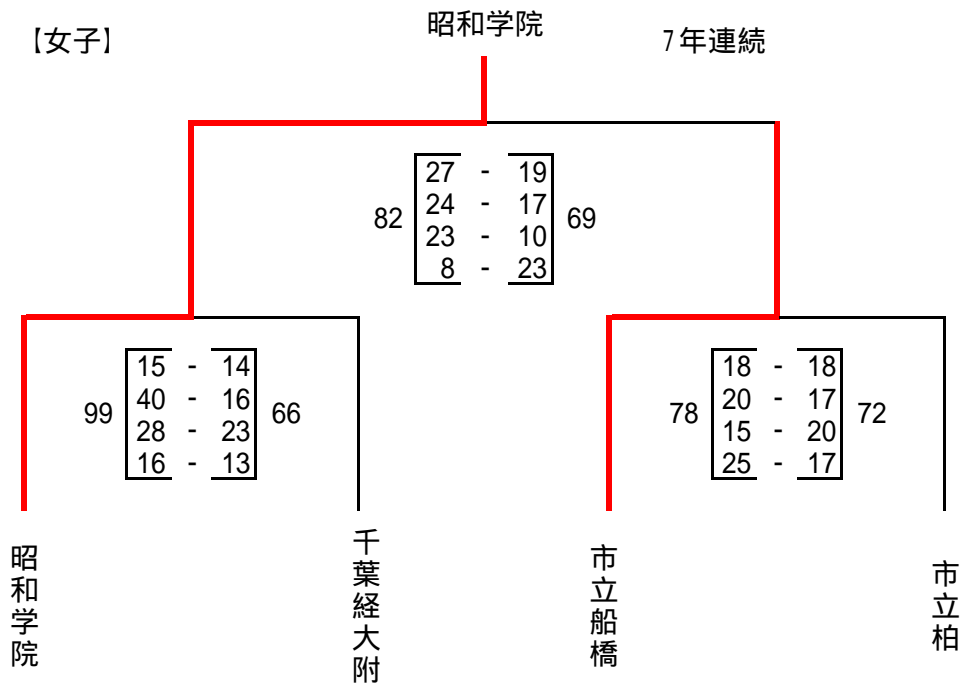 【女子】
昭和学院
7年連続
82
27 - 19
24 - 17
23 - 10
8 - 23
69
99
15 - 14
40 - 16
28 - 23
16 - 13
66
78
18 - 18
20 - 17
15 - 20
25 - 17
72
昭和学院
千葉経大附
市立船橋
市立柏